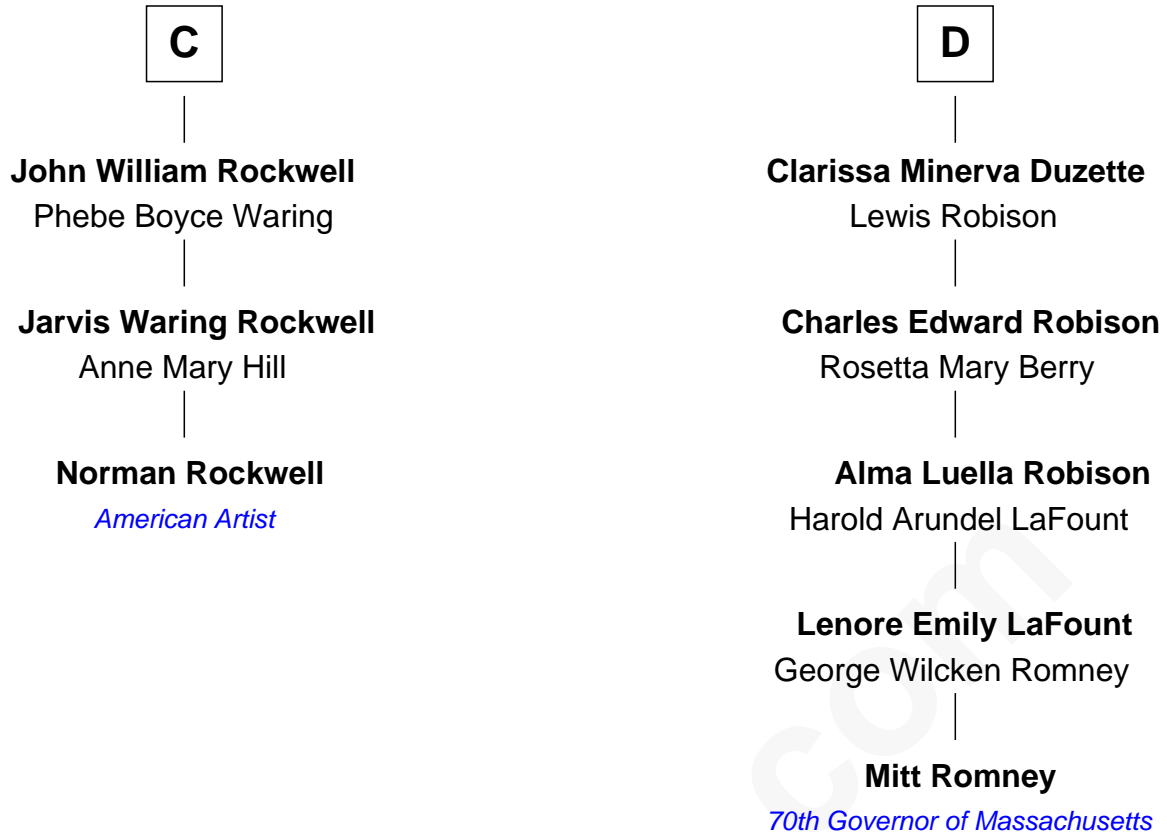 C
John William Rockwell
Phebe Boyce Waring
Jarvis Waring Rockwell
Anne Mary Hill
Norman Rockwell
American Artist
D
Clarissa Minerva Duzette
Lewis Robison
Charles Edward Robison
Rosetta Mary Berry
Alma Luella Robison
Harold Arundel LaFount
Lenore Emily LaFount
George Wilcken Romney
Mitt Romney
70th Governor of Massachusetts
com